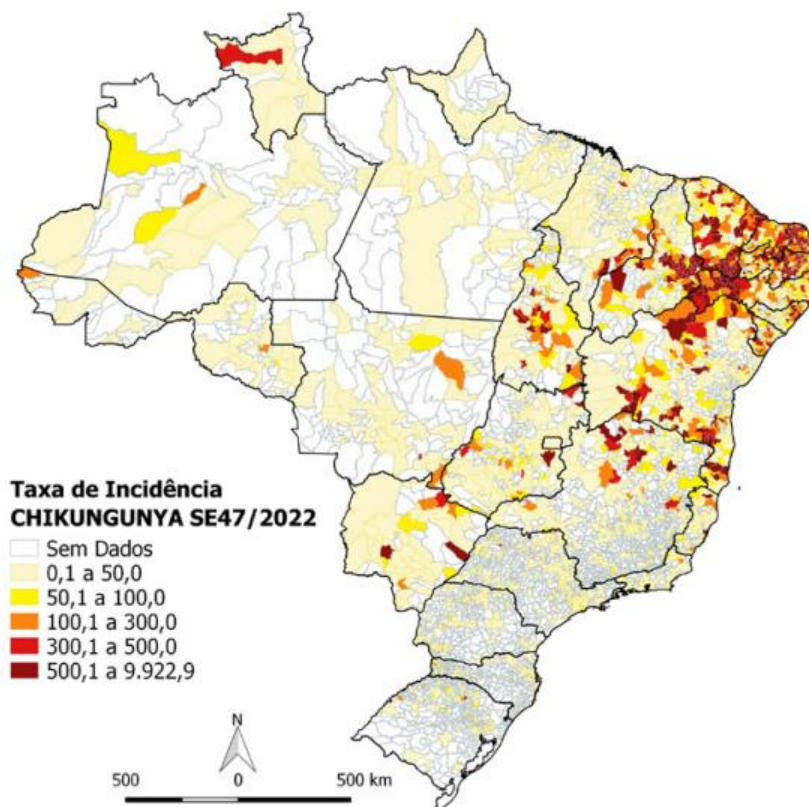 Taxa de Incidência
CHIKUNGUNYA SE47/2022
Sem Dados
0,1 a 50,0
50,1 a 100,0
100,1 a 300,0
300,1 a 500,0
500,1 a 9.922,9
N
500 0 500 km